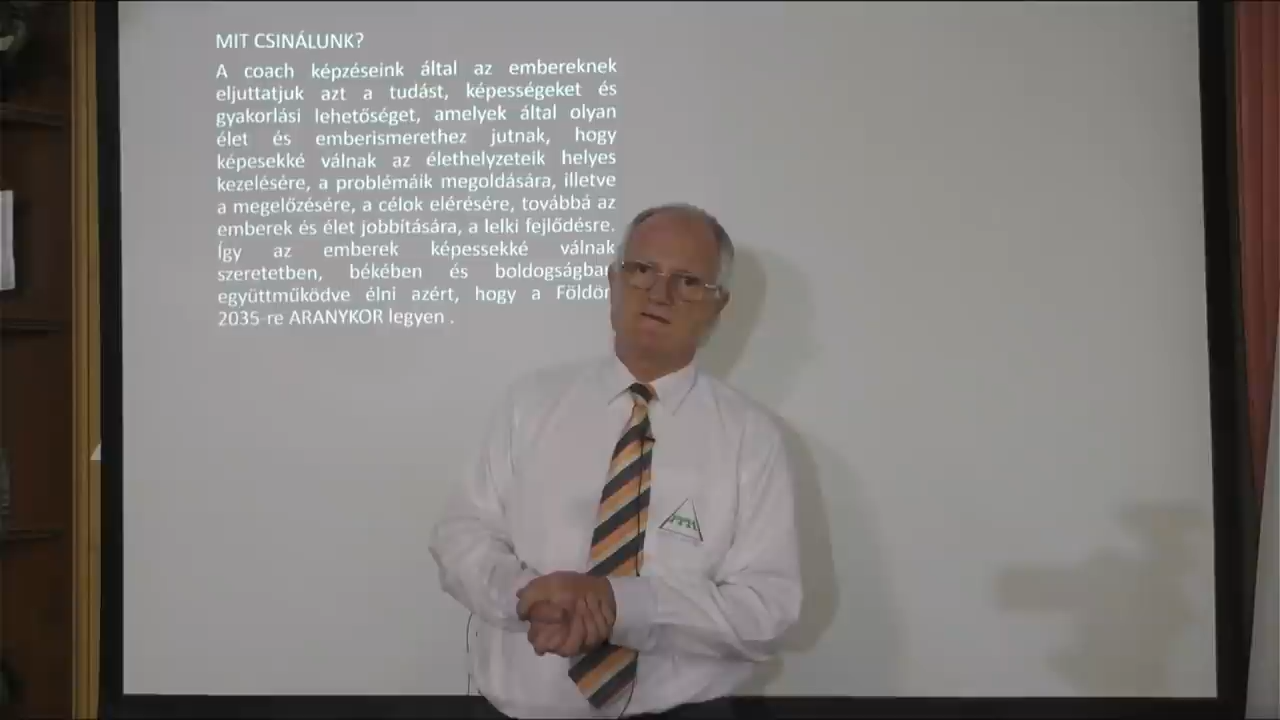 MIT CSINÁLUNK?
A coach képzéseink által az embereknek
eljuttatjuk azt a tudást, képességeket és
gyakorlási lehetőséget, amelyek által olyan
élet és emberismerethez jutnak, hogy
képesekké válnak az élethelyzeteik helyes
kezelésére, a problémáik megoldására, illetve
a megelőzésére, a célok elérésére, továbbá az
emberek és élet jobbítására, a lelki fejlődésre.
Így az emberek képessekké válnak
szeretetben, békében és boldogságban
együttműködve élni azért, hogy a Földön
2035-re ARANYKOR legyen .